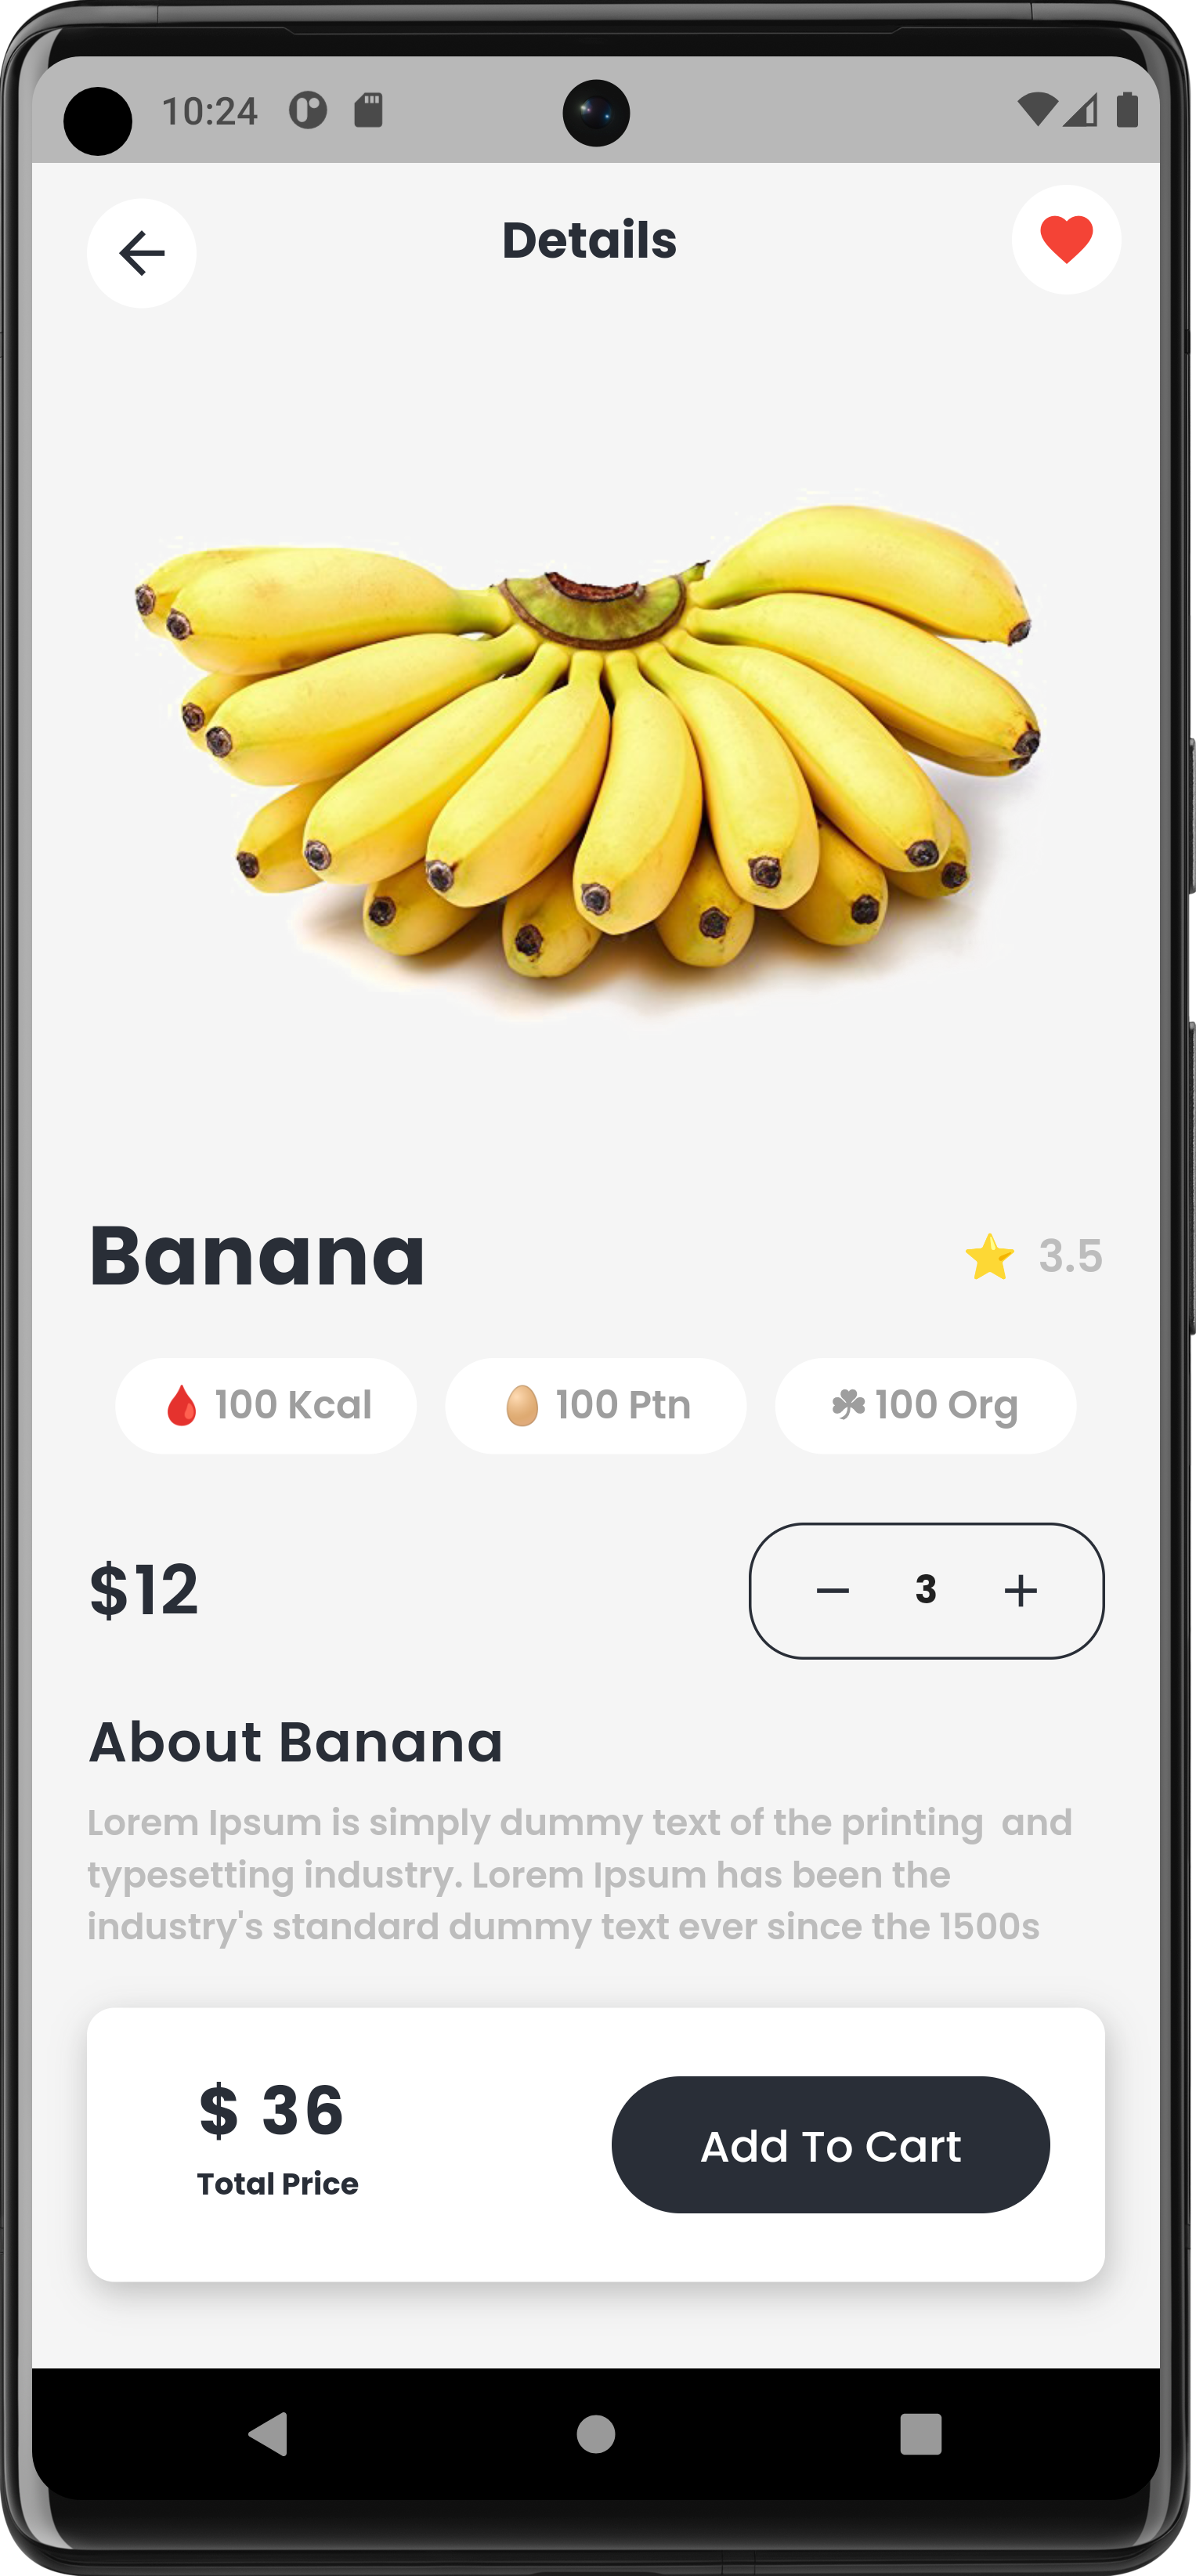 10:24
Details
Banana
3.5
100 Kcal
100 Ptn
100 Org
$12
3
About Banana
Lorem Ipsum is simply dummy text of the printing  and
typesetting industry. Lorem Ipsum has been the
industry's standard dummy text ever since the 1500s
$ 36
Total Price
Add To Cart